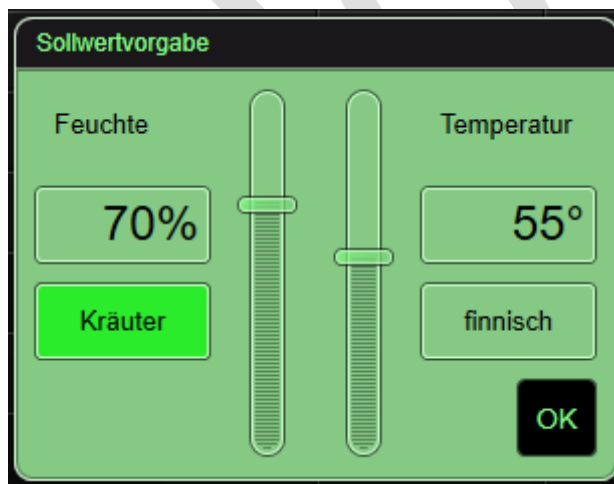 Sollwertvorgabe
Feuchte
Temperatur
70%
55°
Kräuter
finnisch
OK